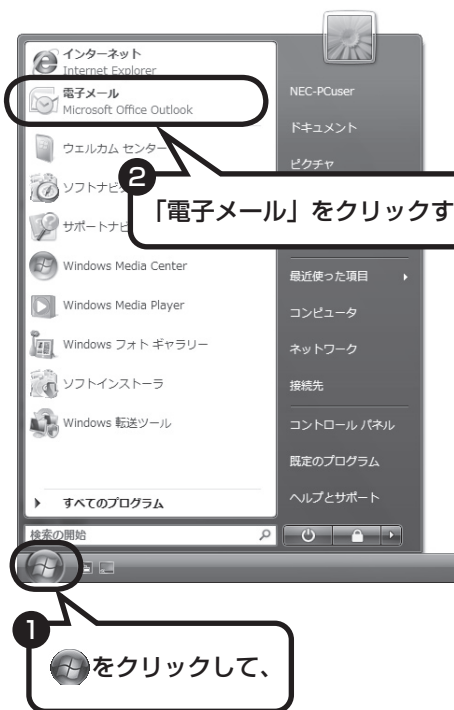 インターネット
Internet Explorer
電子メール
Microsoft Office Outlook
ウェルカム センター
ソフトナビ
サポートナビ
Windows Media Center
Windows Media Player
Windows フォト ギャラリー
ソフトインストーラ
Windows 転送ツール
すべてのプログラム
検索の開始
NEC-PCuser
ドキュメント
ピクチャ
最近使った項目
コンピュータ
ネットワーク
接続先
コントロール パネル
既定のプログラム
ヘルプとサポート
❷
「電子メール」をクリックす
❶
をクリックして、